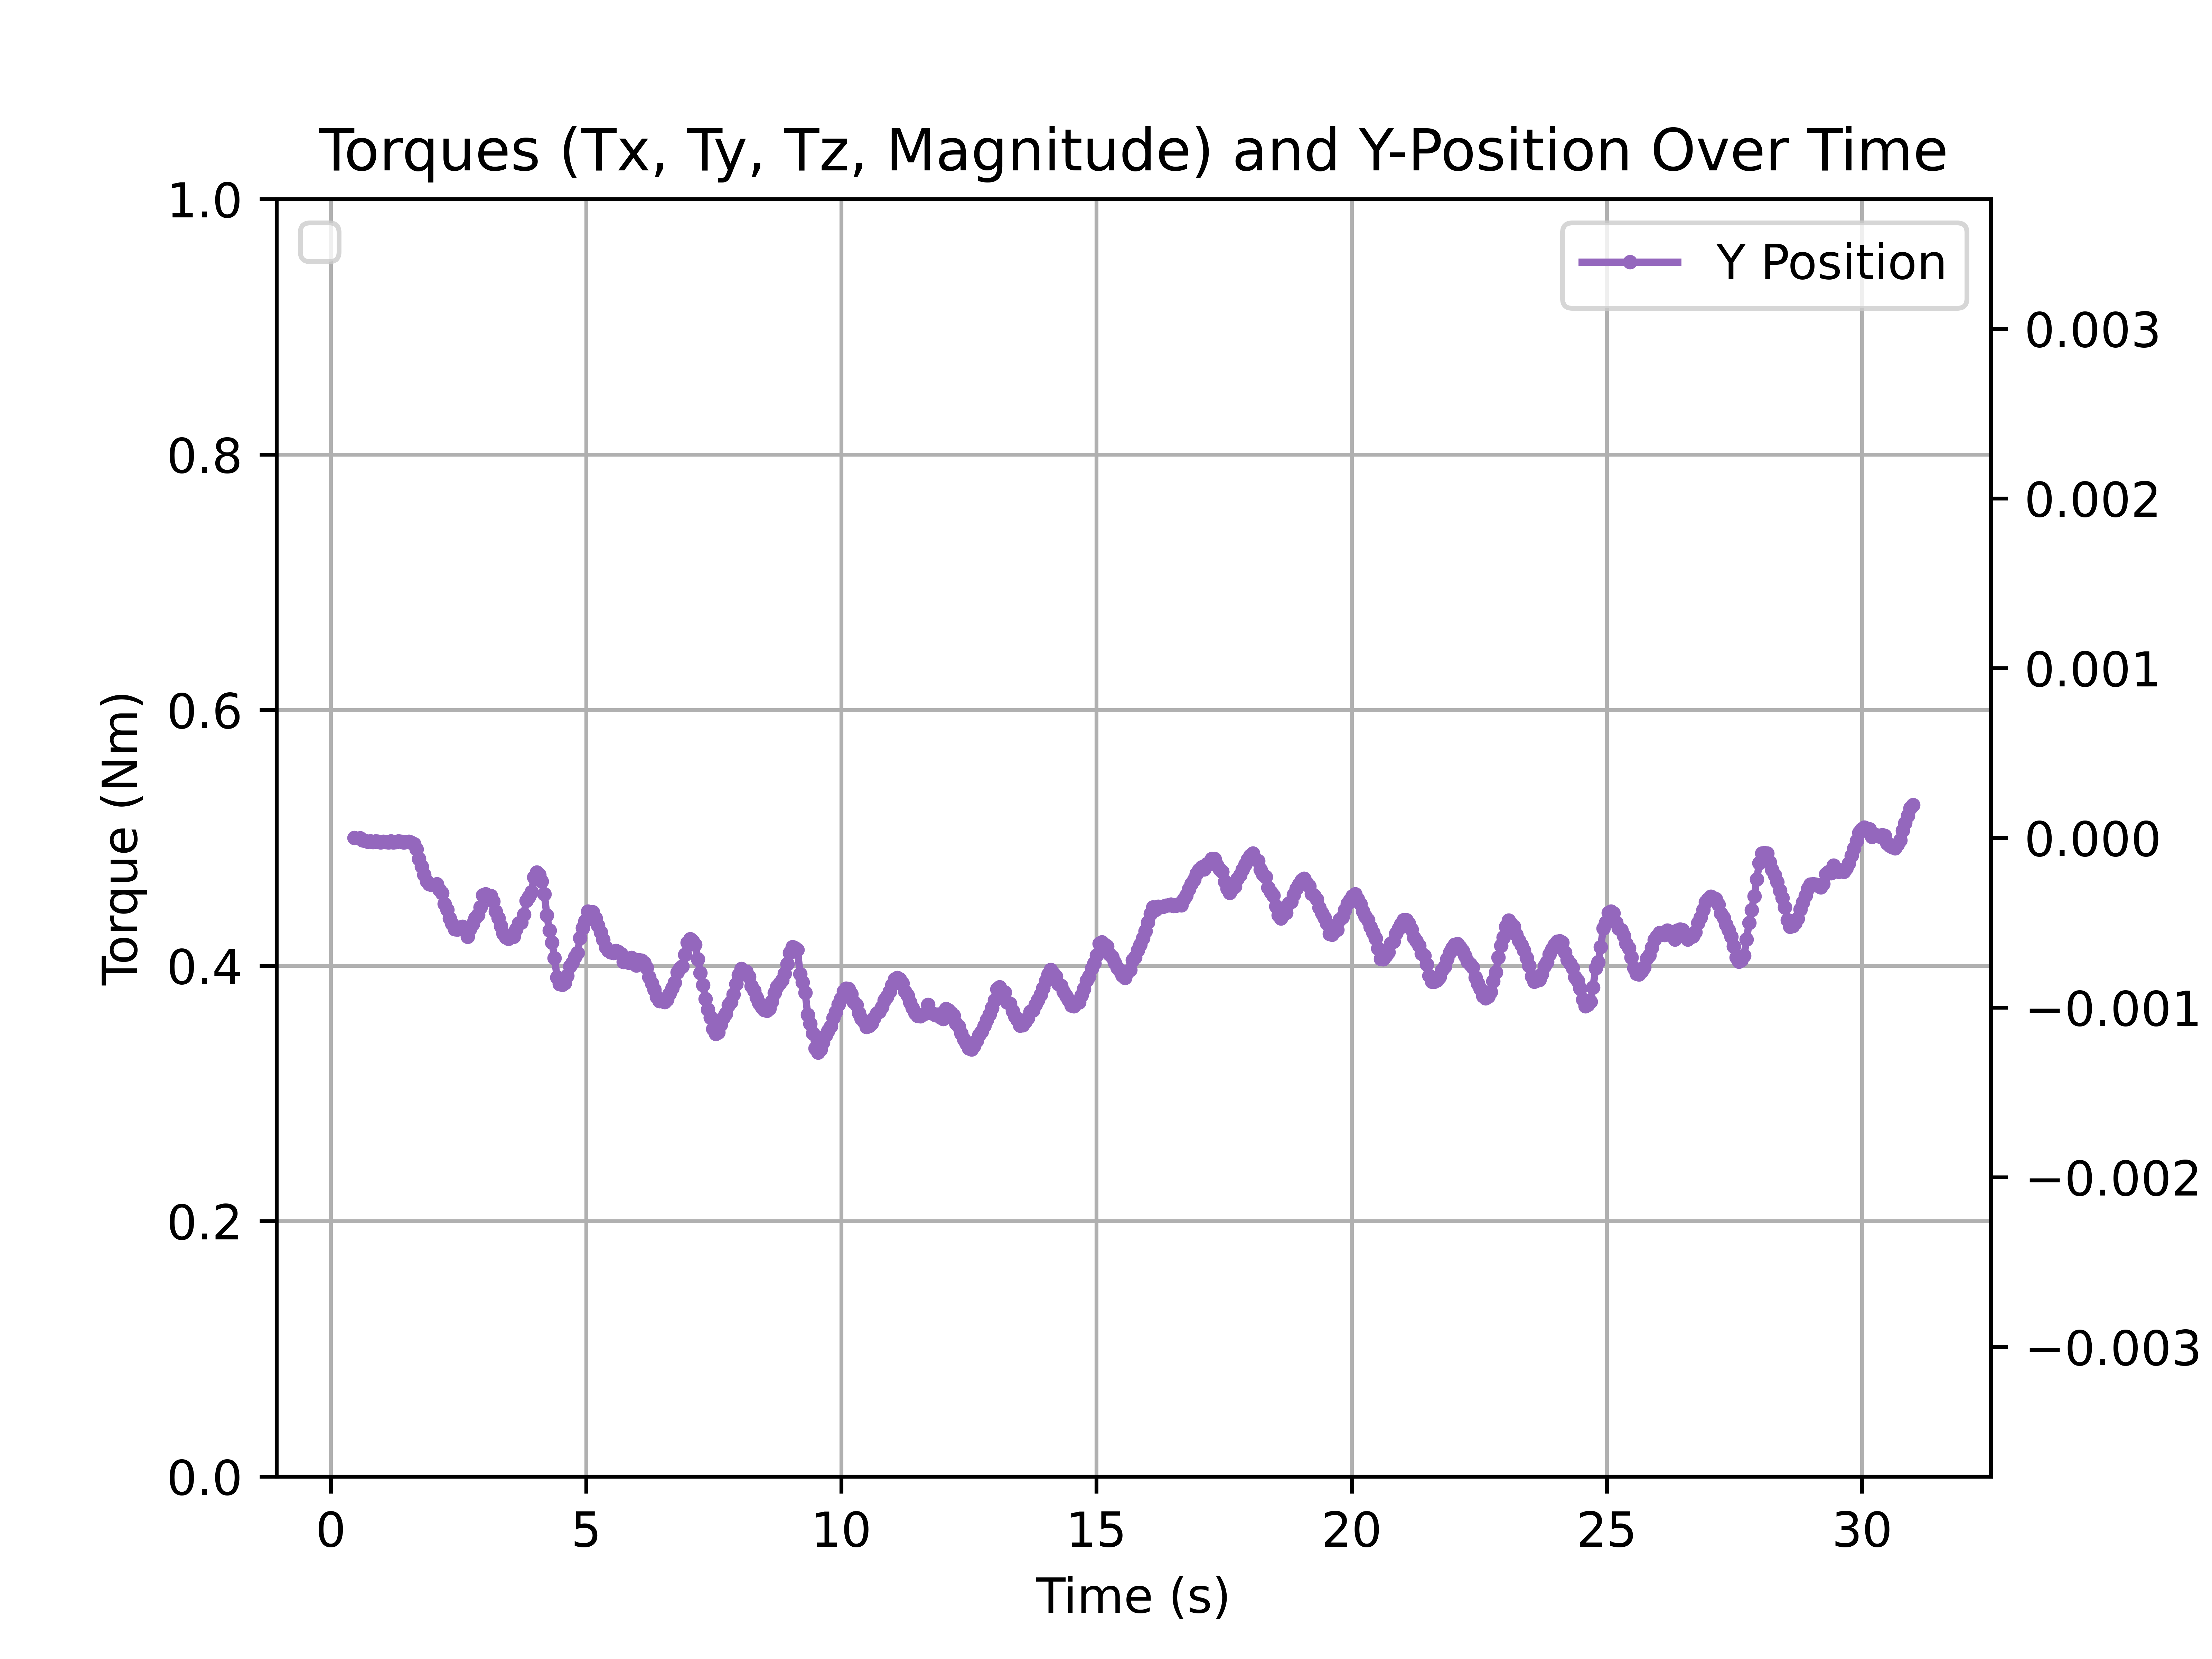 Torques (Tx, Ty, Tz, Magnitude) and Y-Position Over Time
1.0
0.8
0.6
0.4
0.2
0.0
Torque (Nm)
Y Position
0.003
0.002
0.001
0.000
−0.001
−0.002
−0.003
0 5 10 15 20 25 30
Time (s)